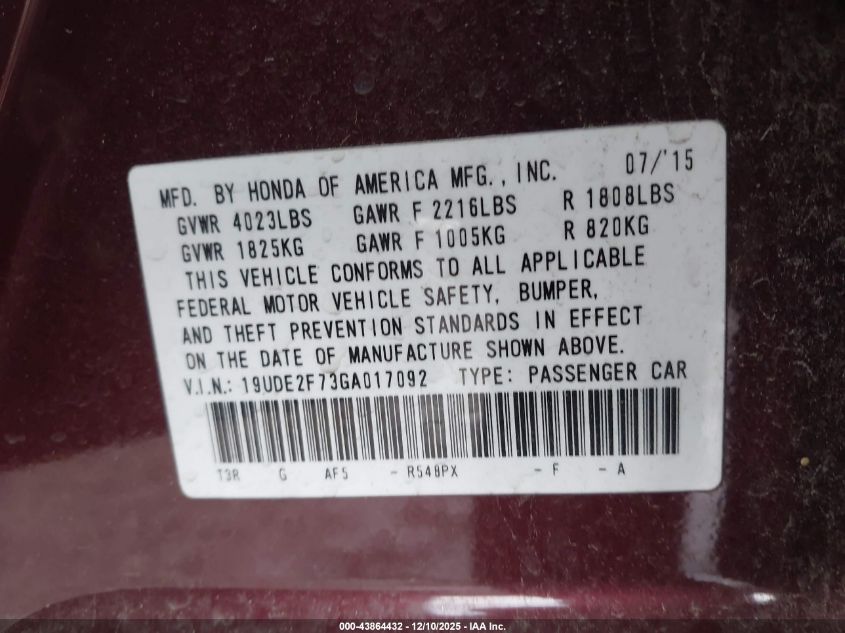 MFD. BY HONDA OF AMERICA MFG., INC. 07/'15
GVWR 4023LBS GAWR F 2216LBS R 1808LBS
GVWR 1825KG GAWR F 1005KG R 820KG
THIS VEHICLE CONFORMS TO ALL APPLICABLE
FEDERAL MOTOR VEHICLE SAFETY, BUMPER,
AND THEFT PREVENTION STANDARDS IN EFFECT
ON THE DATE OF MANUFACTURE SHOWN ABOVE.
V.I.N.: 19UDE2F73GA017092 TYPE: PASSENGER CAR
T3R G AF5 - R548PX - F - A
000-43864432 - 12/10/2025 - IAA Inc.